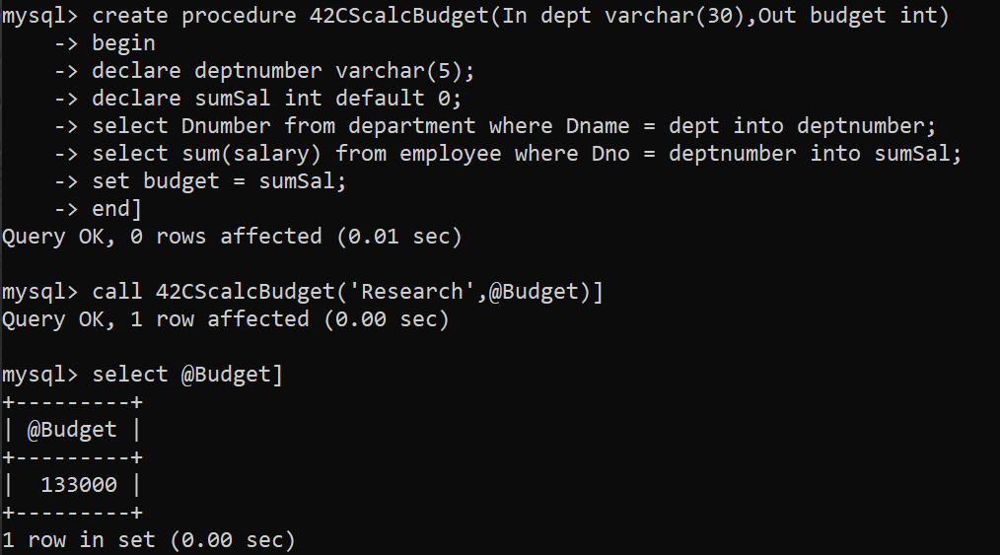 mysql> create procedure 42CScalcBudget(In dept varchar(30),Out budget int)
    -> begin
    -> declare deptnumber varchar(5);
    -> declare sumSal int default 0;
    -> select Dnumber from department where Dname = dept into deptnumber;
    -> select sum(salary) from employee where Dno = deptnumber into sumSal;
    -> set budget = sumSal;
    -> end]
Query OK, 0 rows affected (0.01 sec)

mysql> call 42CScalcBudget('Research',@Budget)]
Query OK, 1 row affected (0.00 sec)

mysql> select @Budget]
+---------+
| @Budget |
+---------+
|  133000 |
+---------+
1 row in set (0.00 sec)